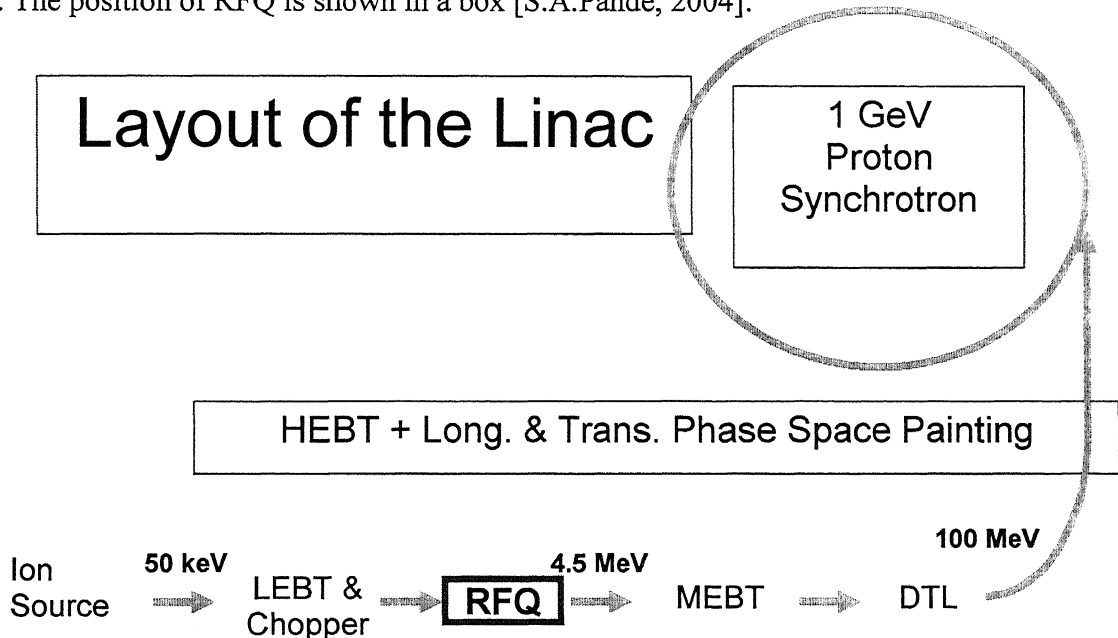 . The position of RFQ is shown in a box [S.A.Pande, 2004].
Layout of the Linac
1 GeV
Proton
Synchrotron
HEBT + Long. & Trans. Phase Space Painting
100 MeV
50 keV
4.5 MeV
Ion
Source
LEBT &
Chopper
RFQ
MEBT
DTL